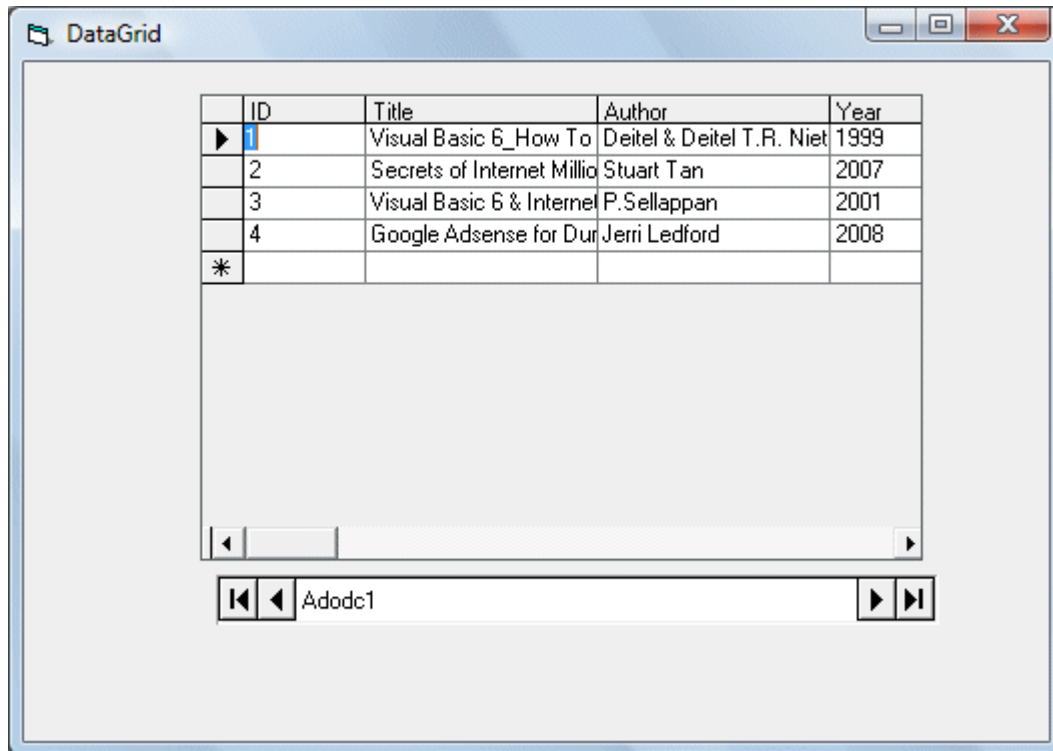 DataGrid
ID Title Author Year
1 Visual Basic 6_How To Deitel & Deitel T.R. Niet 1999
2 Secrets of Internet Millio Stuart Tan 2007
3 Visual Basic 6 & Internet P.Sellappan 2001
4 Google Adsense for Dum Jerri Ledford 2008
Adodc1